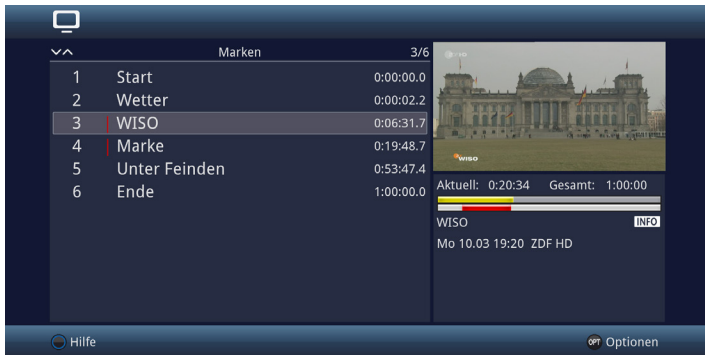 Marken 3/6
1 Start 0:00:00.0
2 Wetter 0:00:02.2
3 WISO 0:06:31.7
4 Marke 0:19:48.7
5 Unter Feinden 0:53:47.4
6 Ende 1:00:00.0
WISO
Aktuell: 0:20:34 Gesamt: 1:00:00
WISO INFO
Mo 10.03 19:20 ZDF HD
Hilfe
OPT Optionen